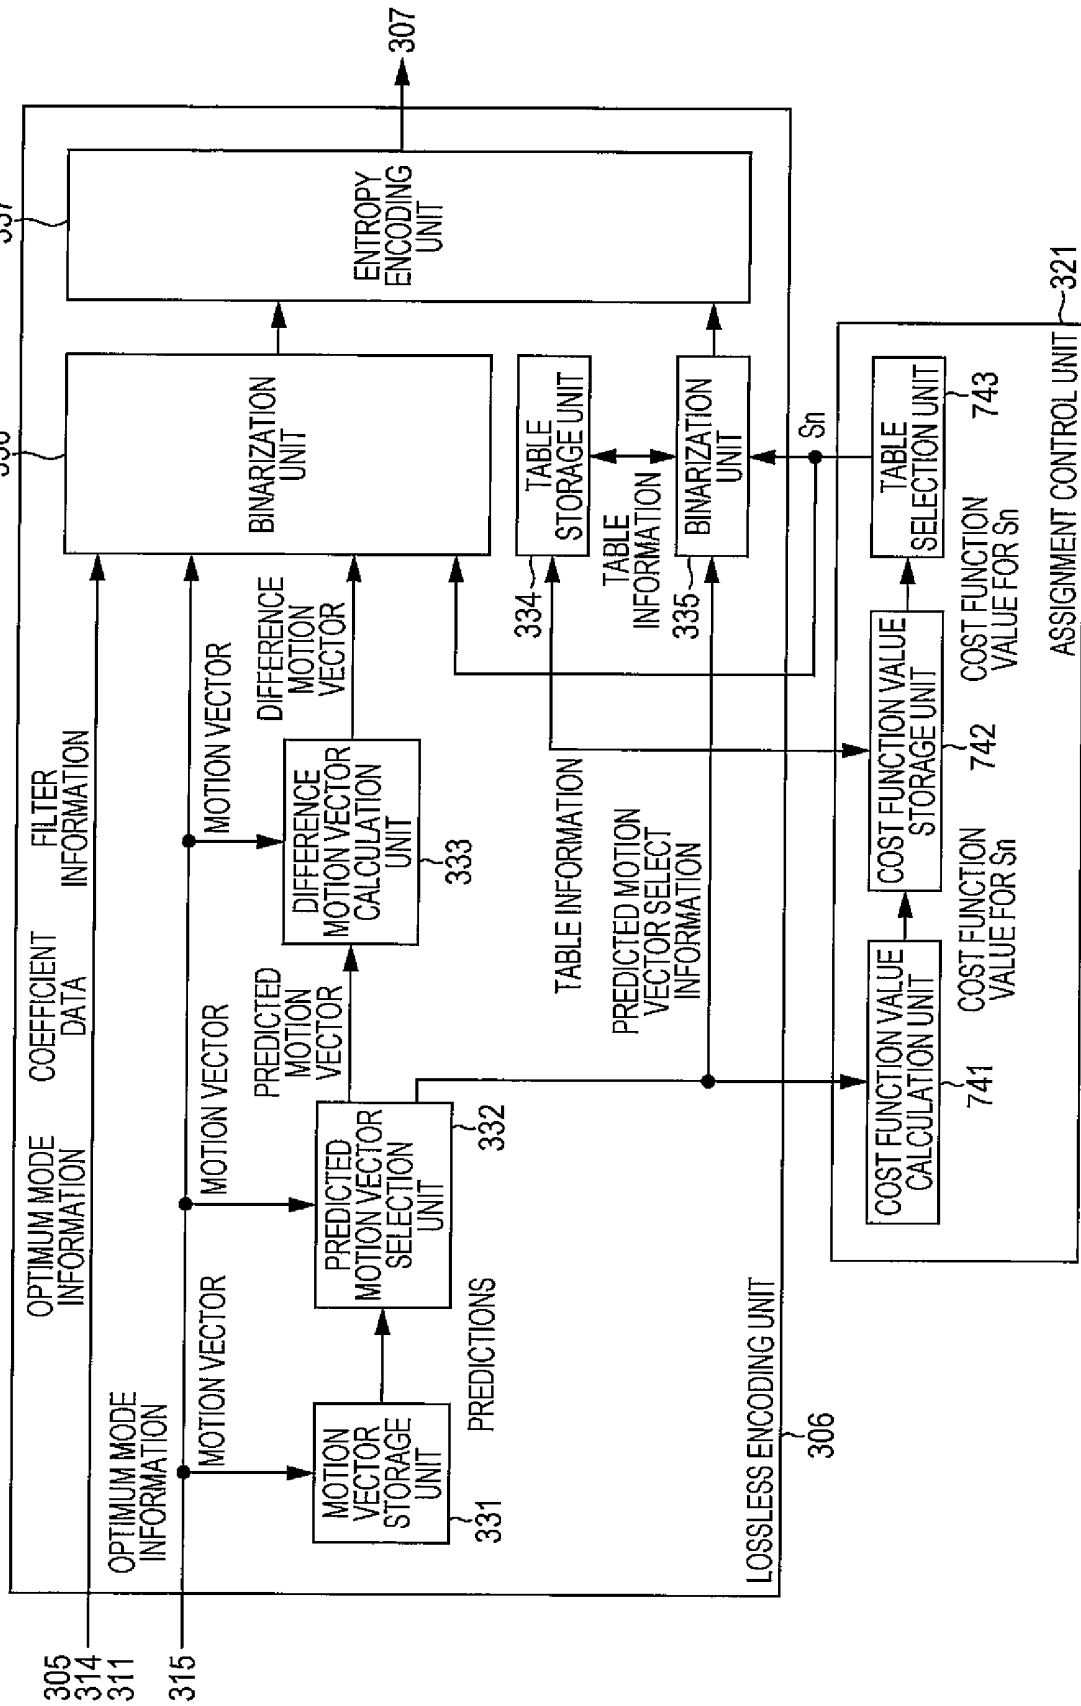 305
314
311
OPTIMUM MODE
INFORMATION
COEFFICIENT
DATA
FILTER
INFORMATION
315
OPTIMUM MODE
INFORMATION
MOTION VECTOR
MOTION VECTOR
MOTION VECTOR
MOTION
VECTOR
STORAGE
UNIT
331
PREDICTIONS
PREDICTED
MOTION VECTOR
SELECTION
UNIT
332
PREDICTED
MOTION
VECTOR
DIFFERENCE
MOTION VECTOR
CALCULATION
UNIT
333
DIFFERENCE
MOTION
VECTOR
BINARIZATION
UNIT
ENTROPY
ENCODING
UNIT
307
TABLE
STORAGE UNIT
334
TABLE
INFORMATION
BINARIZATION
UNIT
335
TABLE INFORMATION
PREDICTED MOTION
VECTOR SELECT
INFORMATION
Sn
LOSSLESS ENCODING UNIT
306
COST FUNCTION VALUE
CALCULATION UNIT
741
COST FUNCTION
VALUE FOR Sn
COST FUNCTION VALUE
STORAGE UNIT
742
COST FUNCTION
VALUE FOR Sn
TABLE
SELECTION UNIT
743
ASSIGNMENT CONTROL UNIT
321